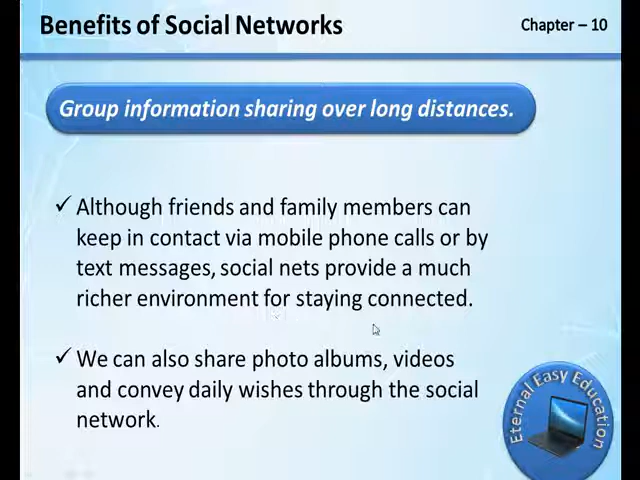 Benefits of Social Networks
Chapter – 10
Group information sharing over long distances.
✓ Although friends and family members can
keep in contact via mobile phone calls or by
text messages, social nets provide a much
richer environment for staying connected.
✓ We can also share photo albums, videos
and convey daily wishes through the social
network.
Eternal Easy Education